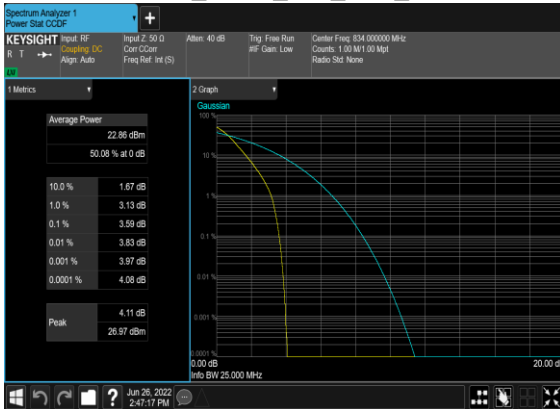 Spectrum Analyzer 1
Power Stat CCDF
KEYSIGHT
R T
LV
Input: RF
Coupling: DC
Align: Auto
Input Z: 50 Ω
Corr CCorr
Freq Ref: Int (S)
Atten: 40 dB
Trig: Free Run
#IF Gain: Low
Center Freq: 834.000000 MHz
Counts: 1.00 M/1.00 Mpt
Radio Std: None
1 Metrics
Average Power
22.86 dBm
50.08 % at 0 dB
10.0 % 1.67 dB
1.0 % 3.13 dB
0.1 % 3.59 dB
0.01 % 3.83 dB
0.001 % 3.97 dB
0.0001 % 4.08 dB
Peak
4.11 dB
26.97 dBm
2 Graph
Gaussian
100 %
10 %
1 %
0.1 %
0.01 %
0.001 %
0.0001 %
0.00 dB
20.00 d
Info BW 25.000 MHz
?
Jun 26, 2022
2:47:17 PM